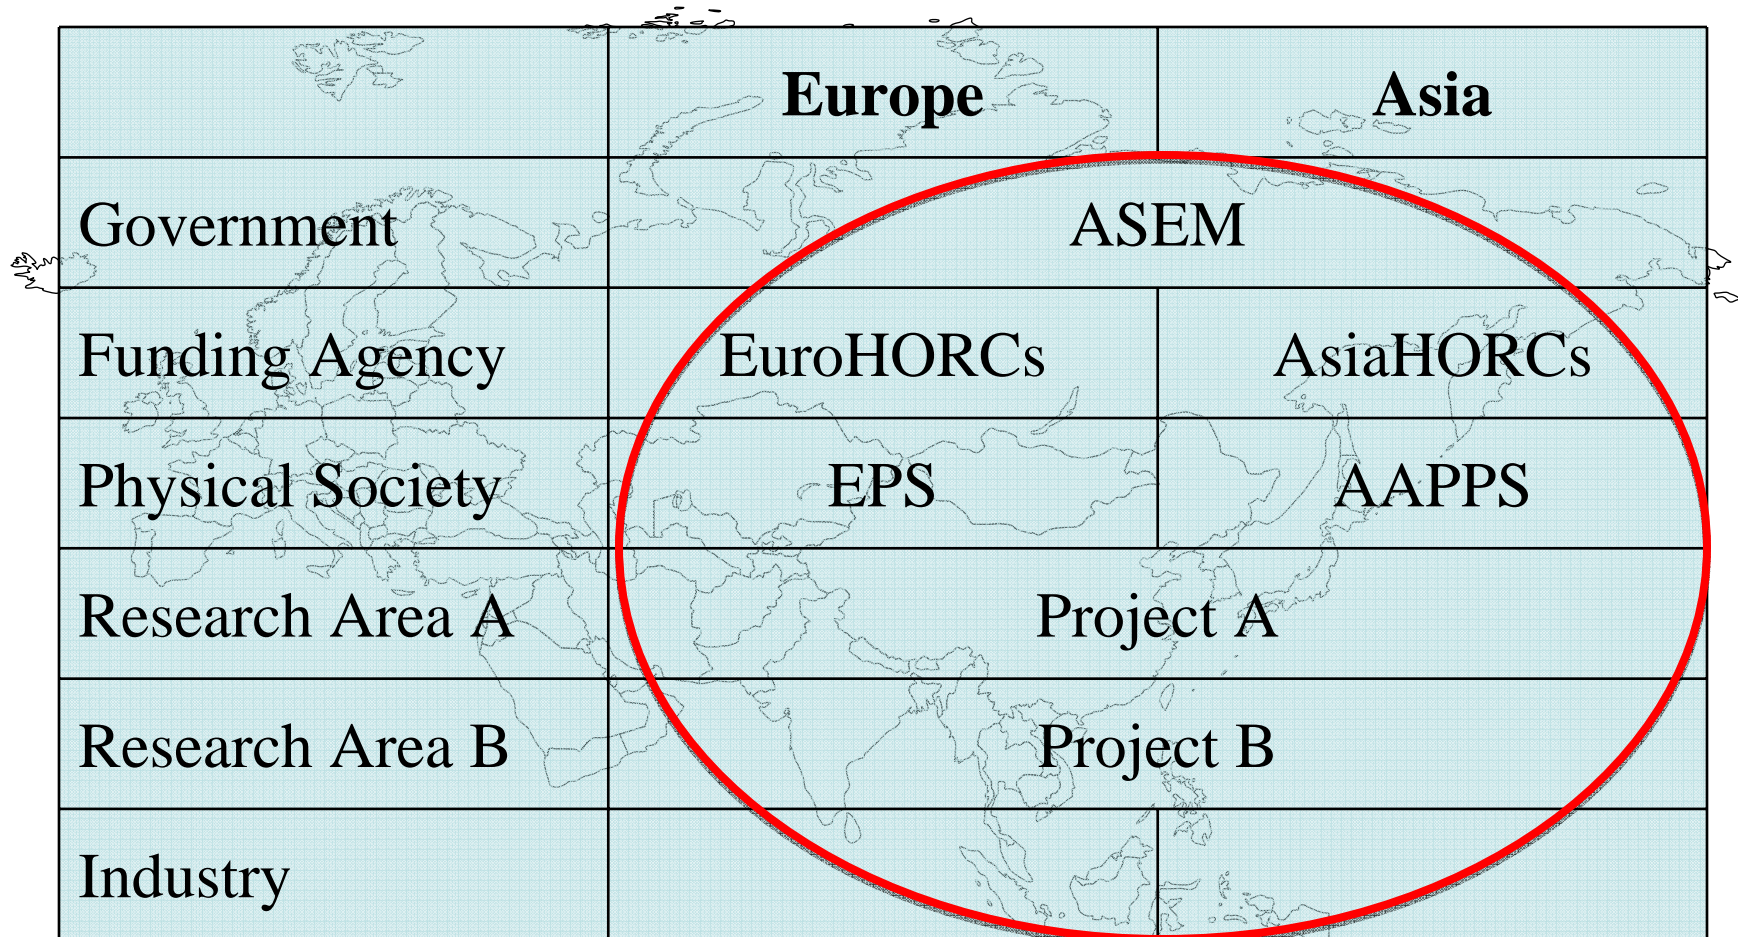 Europe Asia
Government ASEM
Funding Agency EuroHORCs AsiaHORCs
Physical Society EPS AAPPS
Research Area A Project A
Research Area B Project B
Industry